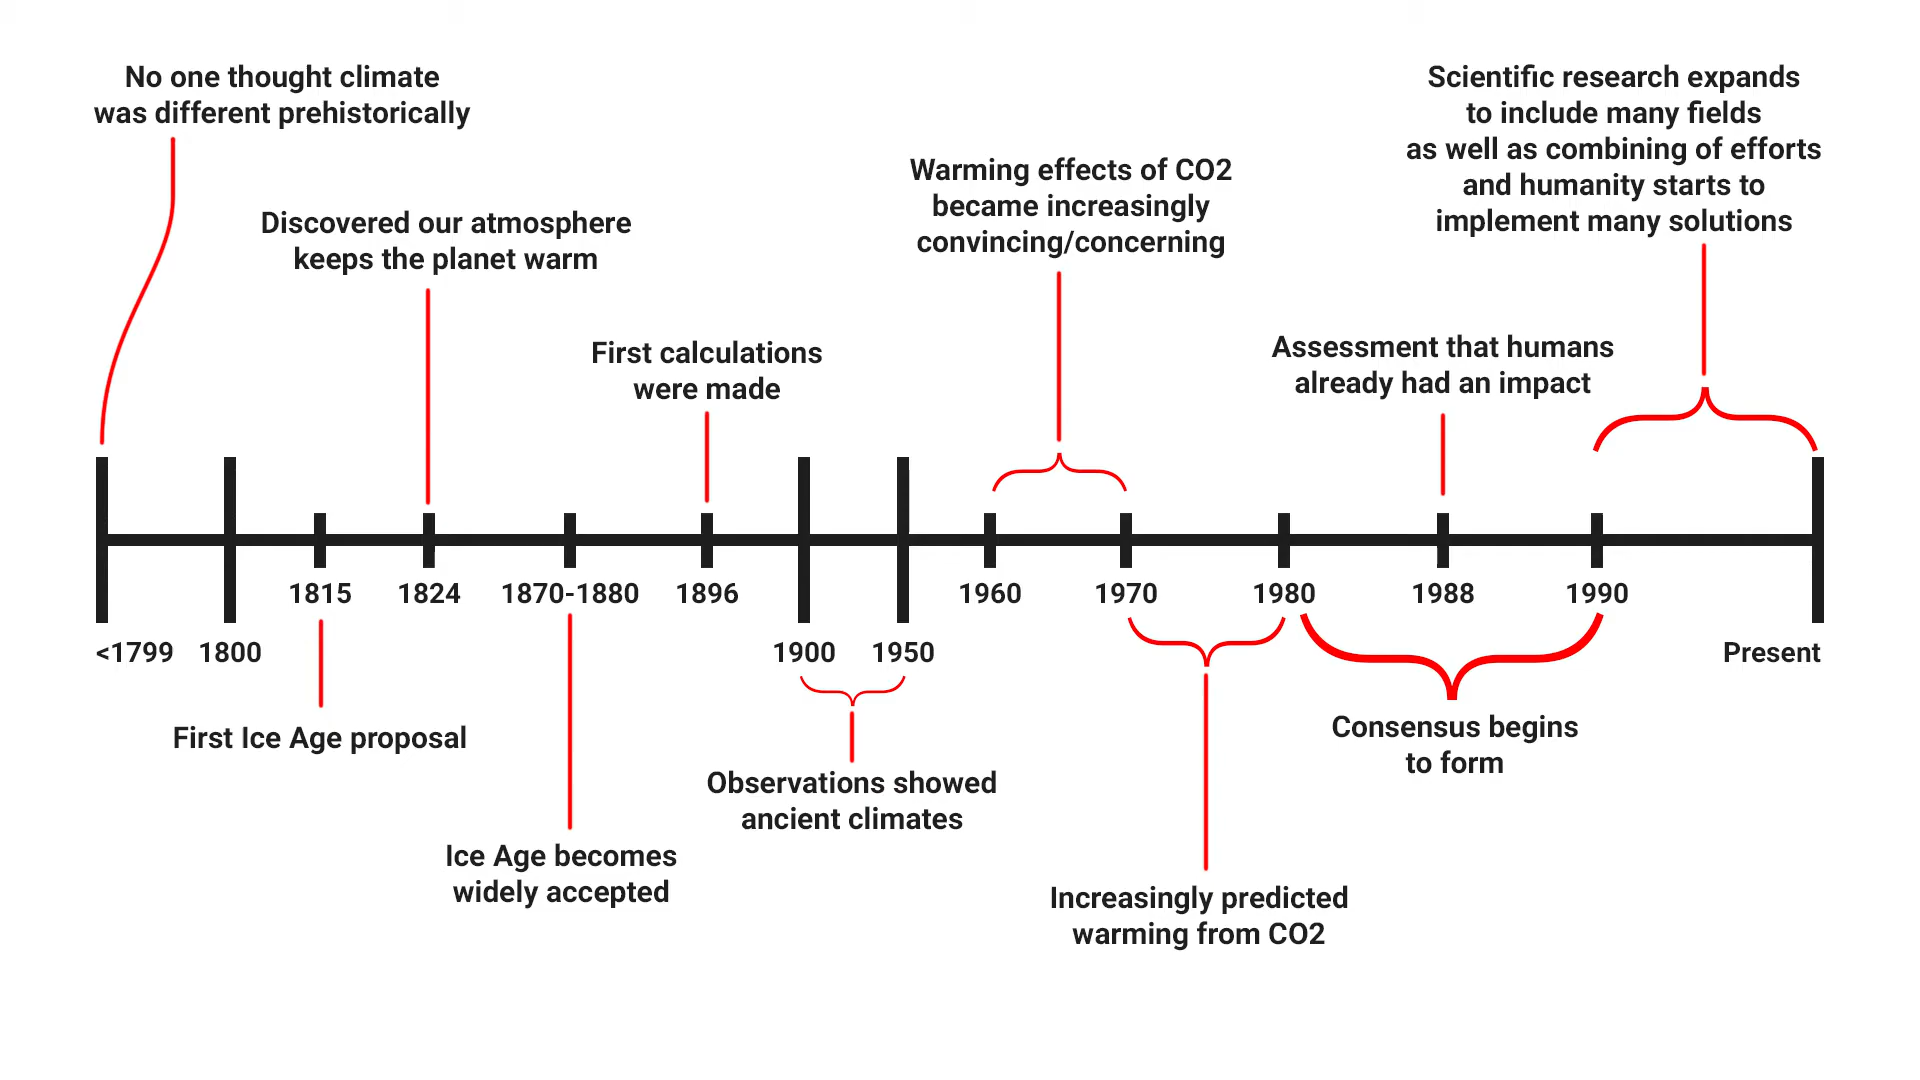 No one thought climate
was different prehistorically
Discovered our atmosphere
keeps the planet warm
First calculations
were made
Warming effects of CO2
became increasingly
convincing/concerning
Assessment that humans
already had an impact
Scientific research expands
to include many fields
as well as combining of efforts
and humanity starts to
implement many solutions
1815
1824
1870-1880
1896
1960
1970
1980
1988
1990
<1799
1800
1900
1950
Present
First Ice Age proposal
Ice Age becomes
widely accepted
Observations showed
ancient climates
Increasingly predicted
warming from CO2
Consensus begins
to form